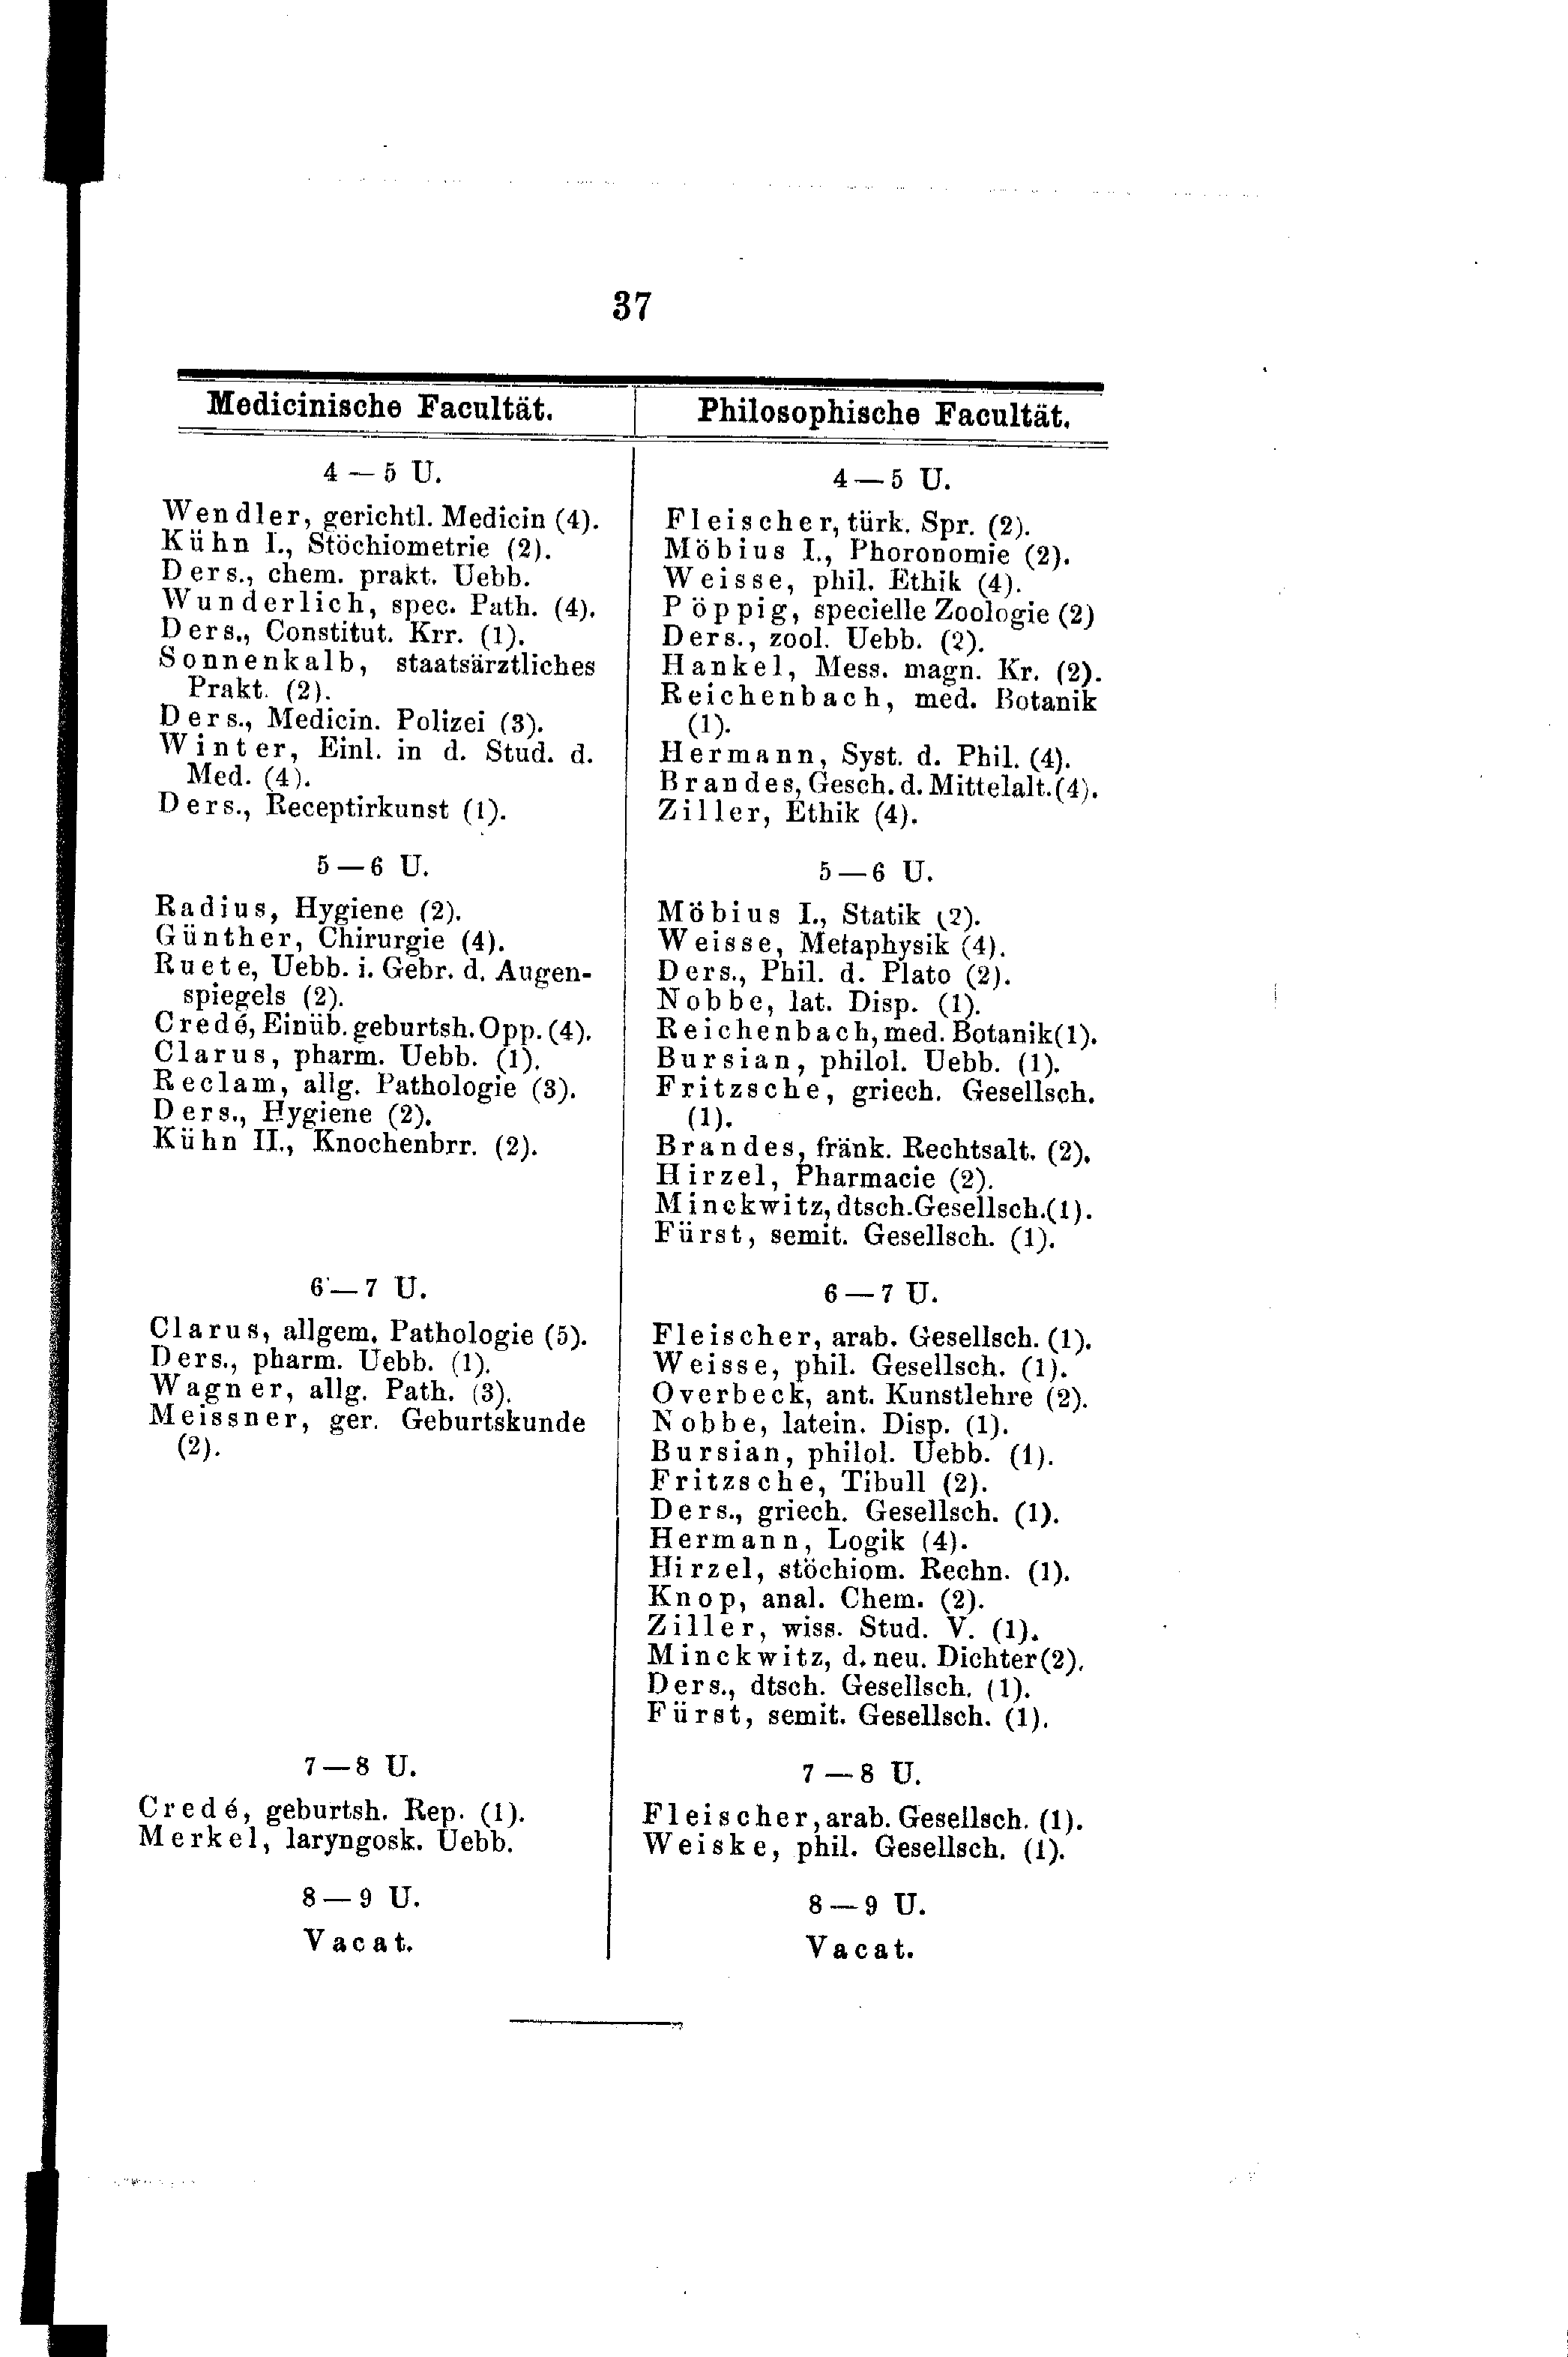 37
Medicinische Facultät.
4 — 5 U.
Wendler, gerichtl. Medicin (4).
Kühn I., Stöchiometrie (2).
Ders., chem. prakt. Uebb.
Wunderlich, spec. Path. (4).
Ders., Constitut. Krr. (1).
Sonnenkalb, staatsärztliches
Prakt. (2).
Ders., Medicin. Polizei (3).
Winter, Einl. in d. Stud. d.
Med. (4).
Ders., Receptirkunst (1).
5 — 6 U.
Radius, Hygiene (2).
Günther, Chirurgie (4).
Ruete, Uebb. i. Gebr. d. Augen-
spiegels (2).
Credé, Einüb. geburtsh. Opp. (4).
Clarus, pharm. Uebb. (1).
Reclam, allg. Pathologie (3).
Ders., Hygiene (2).
Kühn II., Knochenbrr. (2).
6 — 7 U.
Clarus, allgem. Pathologie (5).
Ders., pharm. Uebb. (1).
Wagner, allg. Path. (3).
Meissner, ger. Geburtskunde
(2).
7 — 8 U.
Credé, geburtsh. Rep. (1).
Merkel, laryngosk. Uebb.
8 — 9 U.
Vacat.
Philosophische Facultät.
4 — 5 U.
Fleischer, türk. Spr. (2).
Möbius I., Phoronomie (2).
Weisse, phil. Ethik (4).
Pöppig, specielle Zoologie (2)
Ders., zool. Uebb. (2).
Hankel, Mess. magn. Kr. (2).
Reichenbach, med. Botanik
(1).
Hermann, Syst. d. Phil. (4).
Brandes, Gesch. d. Mittelalt. (4).
Ziller, Ethik (4).
5 — 6 U.
Möbius I., Statik (2).
Weisse, Metaphysik (4).
Ders., Phil. d. Plato (2).
Nobbe, lat. Disp. (1).
Reichenbach, med. Botanik (1).
Bursian, philol. Uebb. (1).
Fritzsche, griech. Gesellsch.
(1).
Brandes, fränk. Rechtsalt. (2).
Hirzel, Pharmacie (2).
Minckwitz, dtsch. Gesellsch. (1).
Fürst, semit. Gesellsch. (1).
6 — 7 U.
Fleischer, arab. Gesellsch. (1).
Weisse, phil. Gesellsch. (1).
Overbeck, ant. Kunstlehre (2).
Nobbe, latein. Disp. (1).
Bursian, philol. Uebb. (1).
Fritzsche, Tibull (2).
Ders., griech. Gesellsch. (1).
Hermann, Logik (4).
Hirzel, stöchiom. Rechn. (1).
Knop, anal. Chem. (2).
Ziller, wiss. Stud. V. (1).
Minckwitz, d. neu. Dichter (2).
Ders., dtsch. Gesellsch. (1).
Fürst, semit. Gesellsch. (1).
7 — 8 U.
Fleischer, arab. Gesellsch. (1).
Weiske, phil. Gesellsch. (1).
8 — 9 U.
Vacat.